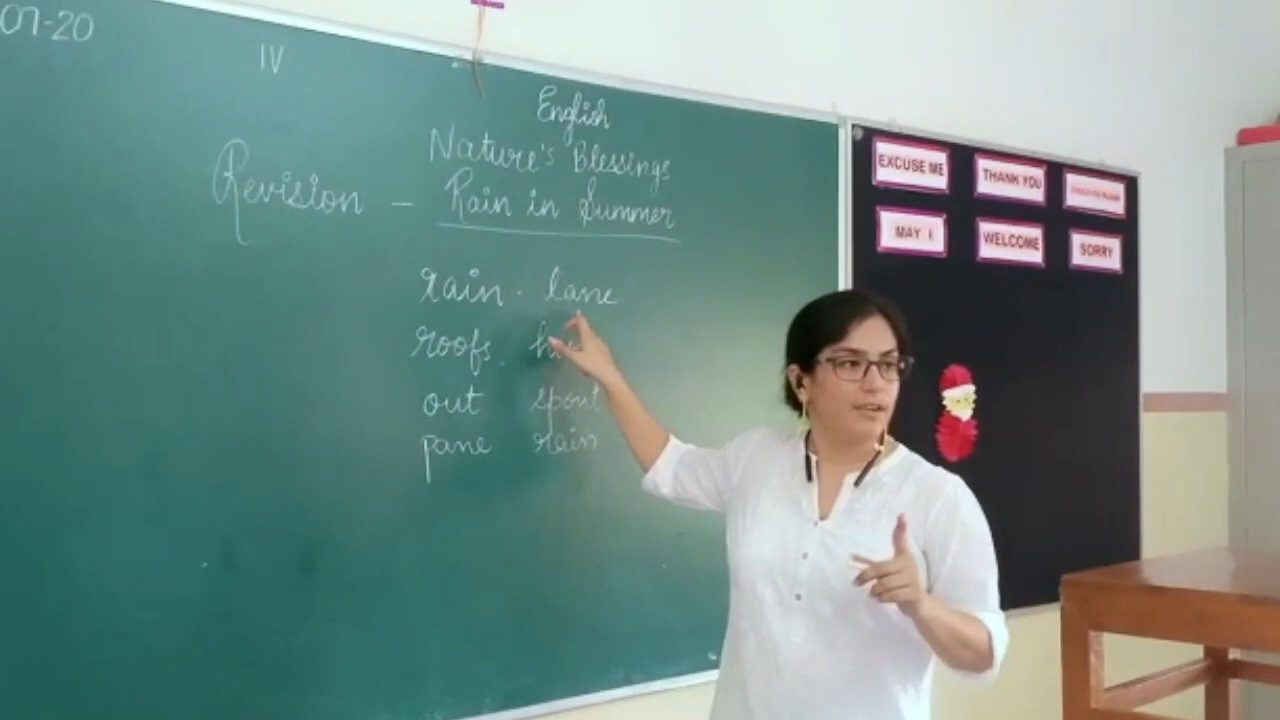 07-20
IV
English
Nature's Blessings
Revision - Rain in Summer
rain - lane
roofs.
out spout
pane rain
EXCUSE ME
THANK YOU
MAY I
WELCOME
SORRY